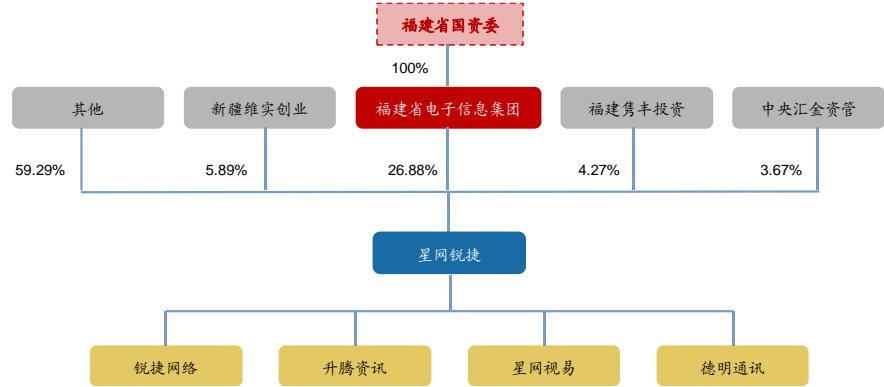 福建省国资委
100%
其他
新疆维实创业
福建省电子信息集团
福建隽丰投资
中央汇金资管
59.29%
5.89%
26.88%
4.27%
3.67%
星网锐捷
锐捷网络
升腾资讯
星网视易
德明通讯